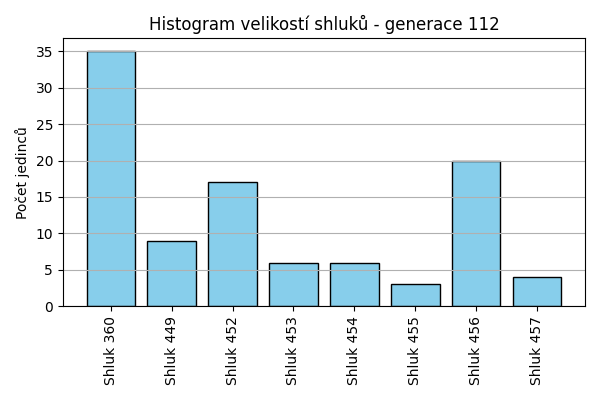 Histogram velikostí shluků - generace 112
Počet jedinců
35
30
25
20
15
10
5
0
Shluk 360
Shluk 449
Shluk 452
Shluk 453
Shluk 454
Shluk 455
Shluk 456
Shluk 457